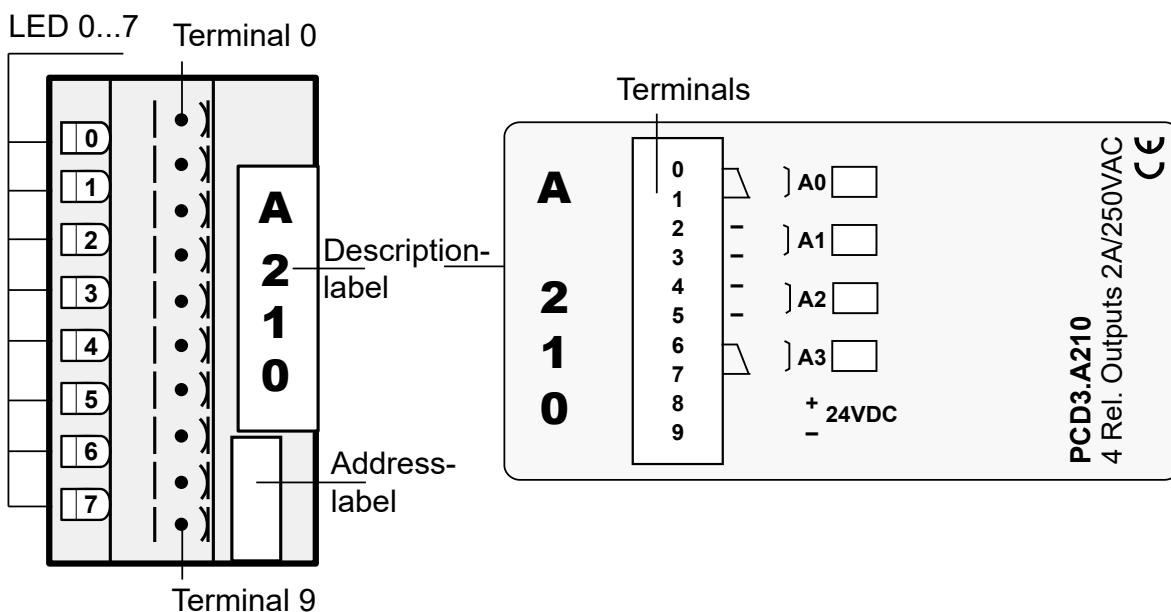 LED 0...7
Terminal 0
0
1
2
3
4
5
6
7
A
2
1
0
Description-
label
Address-
label
Terminal 9
Terminals
A
2
1
0
0
1
2
3
4
5
6
7
8
9
A0
A1
A2
A3
+
24VDC
–
PCD3.A210
4 Rel. Outputs 2A/250VAC
CE